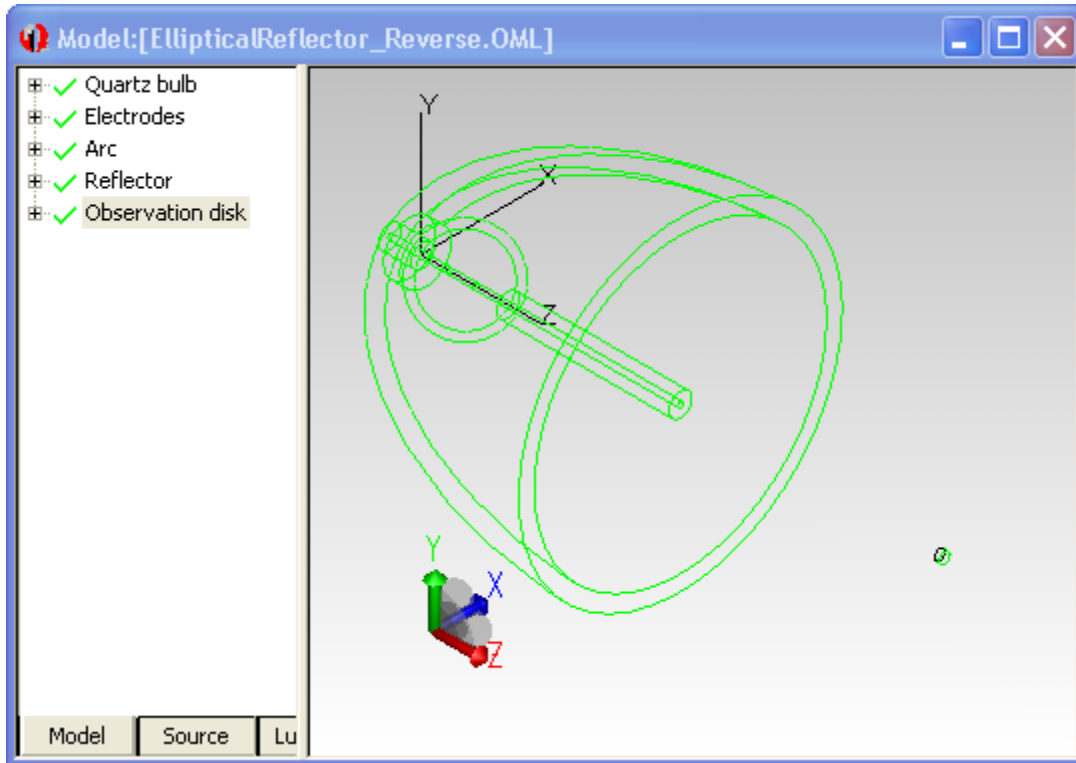 Model:[EllipticalReflector_Reverse.OML]
Quartz bulb
Electrodes
Arc
Reflector
Observation disk
Y
X
Z
Y
X
Z
Model Source Lu